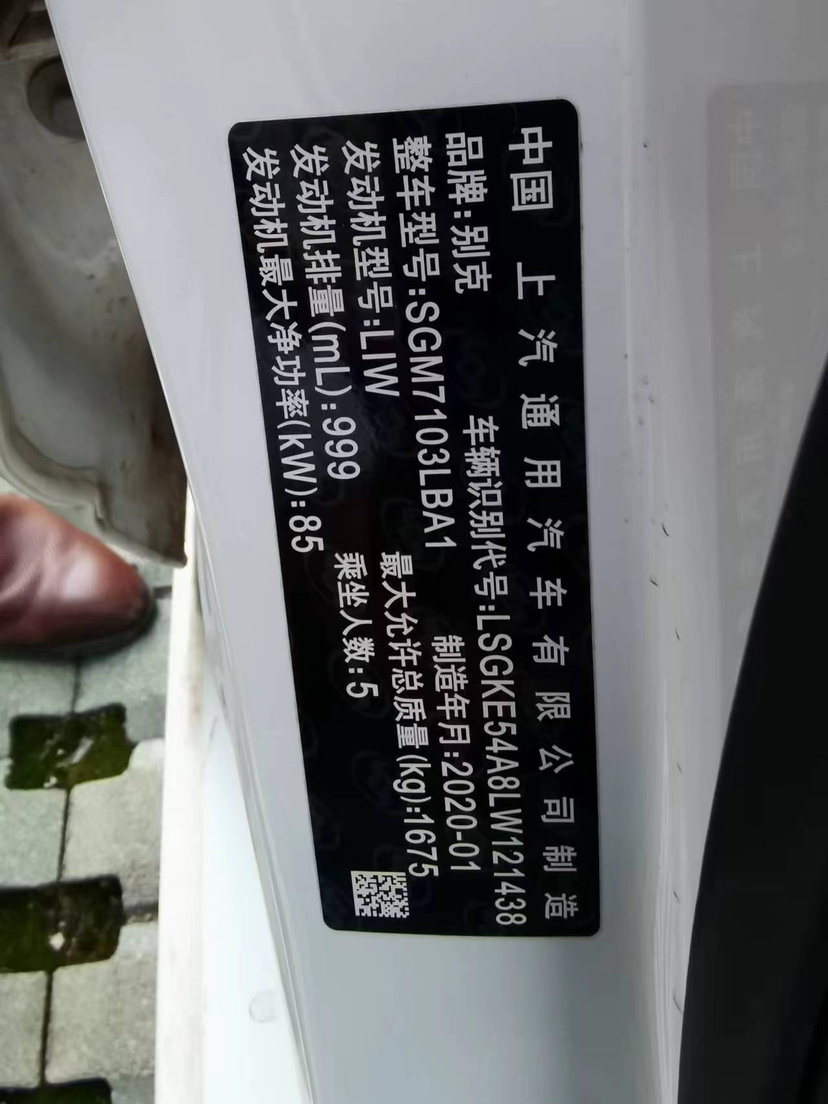 中国 上汽通用汽车有限公司制造
品牌:别克 车辆识别代号:LSGKE54A8LW121438
整车型号:SGM7103LBA1 制造年月:2020-01
发动机型号:LIW 最大允许总质量(kg):1675
发动机排量(mL):999 乘坐人数:5
发动机最大净功率(kW):85